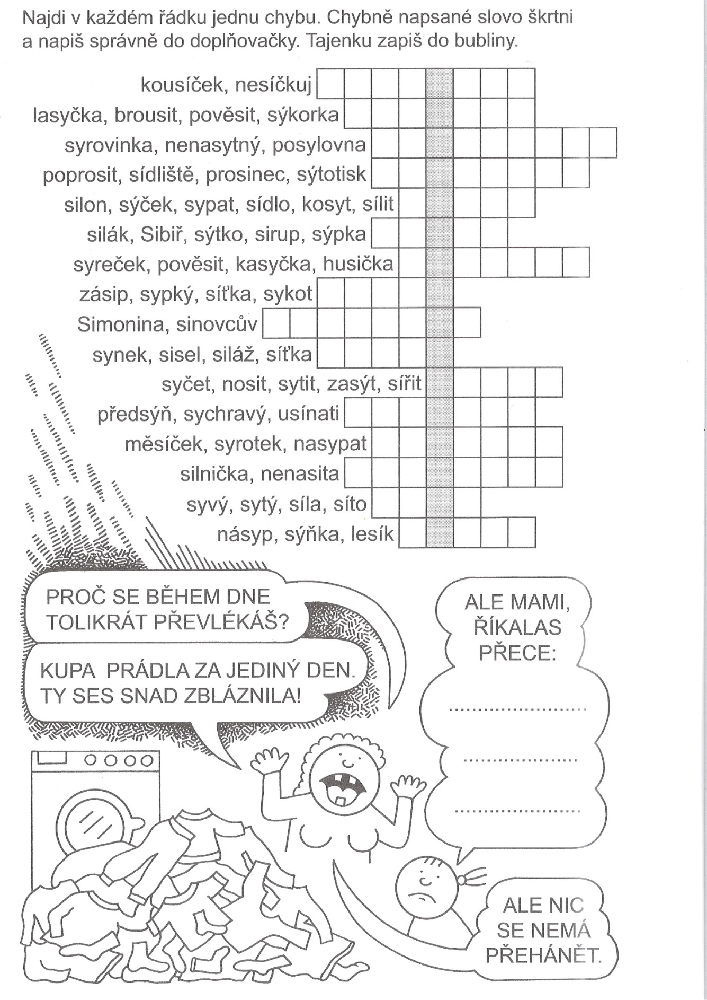 Najdi v každém řádku jednu chybu. Chybně napsané slovo škrtni
a napiš správně do doplňovačky. Tajenku zapiš do bubliny.
kousíček, nesíčkuj
lasyčka, brousit, pověsit, sýkorka
syrovinka, nenasytný, posylovna
poprosit, sídliště, prosinec, sýtotisk
silon, sýček, sypat, sídlo, kosyt, sílit
silák, Sibiř, sýtko, sirup, sýpka
syreček, pověsit, kasyčka, husička
zásip, sypký, síťka, sykot
Simonina, sinovcův
synek, sisel, siláž, síťka
syčet, nosit, sytit, zasýt, sířit
předsýň, sychravý, usínati
měsíček, syrotek, nasypat
silnička, nenasita
syvý, sytý, síla, síto
násyp, sýňka, lesík
PROČ SE BĚHEM DNE
TOLIKRÁT PŘEVLÉKÁŠ?
KUPA PRÁDLA ZA JEDINÝ DEN.
TY SES SNAD ZBLÁZNILA!
ALE MAMI,
ŘÍKALAS
PŘECE:
ALE NIC
SE NEMÁ
PŘEHÁNĚT.